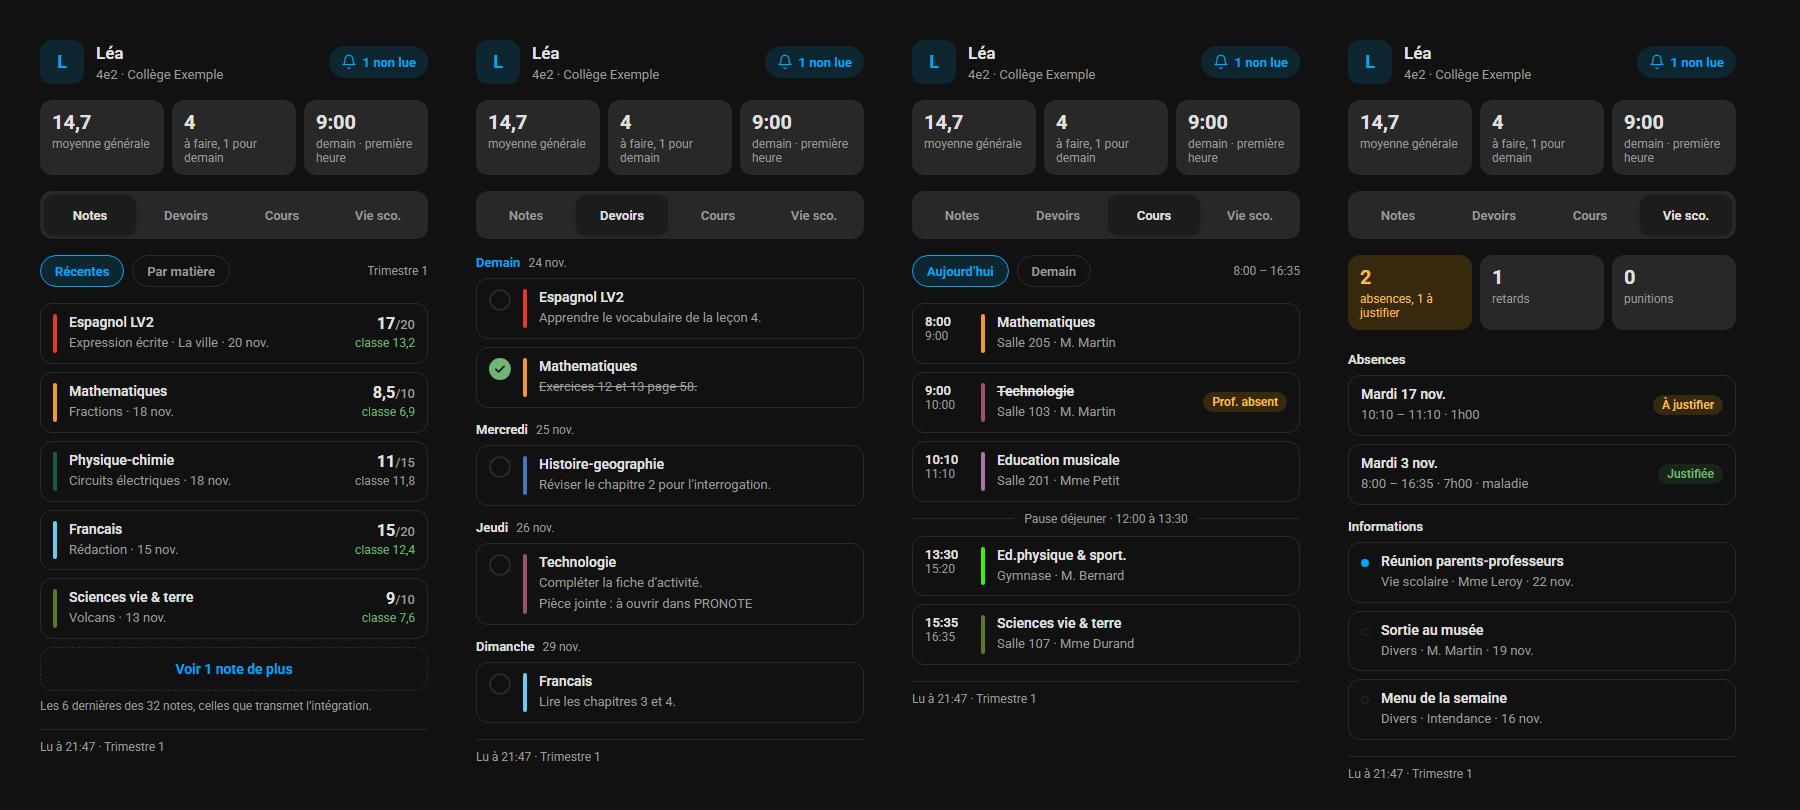 L
Léa
4e2 · Collège Exemple
1 non lue
14,7
moyenne générale
4
à faire, 1 pour
demain
9:00
demain · première
heure
Notes
Devoirs
Cours
Vie sco.
Récentes
Par matière
Trimestre 1
Espagnol LV2
17/20
Expression écrite · La ville · 20 nov.
classe 13,2
Mathematiques
8,5/10
Fractions · 18 nov.
classe 6,9
Physique-chimie
11/15
Circuits électriques · 18 nov.
classe 11,8
Francais
15/20
Rédaction · 15 nov.
classe 12,4
Sciences vie & terre
9/10
Volcans · 13 nov.
classe 7,6
Voir 1 note de plus
Les 6 dernières des 32 notes, celles que transmet l'intégration.
Lu à 21:47 · Trimestre 1
L
Léa
4e2 · Collège Exemple
1 non lue
14,7
moyenne générale
4
à faire, 1 pour
demain
9:00
demain · première
heure
Notes
Devoirs
Cours
Vie sco.
Demain 24 nov.
Espagnol LV2
Apprendre le vocabulaire de la leçon 4.
Mathematiques
Exercices 12 et 13 page 58.
Mercredi 25 nov.
Histoire-geographie
Réviser le chapitre 2 pour l'interrogation.
Jeudi 26 nov.
Technologie
Compléter la fiche d'activité.
Pièce jointe : à ouvrir dans PRONOTE
Dimanche 29 nov.
Francais
Lire les chapitres 3 et 4.
Lu à 21:47 · Trimestre 1
L
Léa
4e2 · Collège Exemple
1 non lue
14,7
moyenne générale
4
à faire, 1 pour
demain
9:00
demain · première
heure
Notes
Devoirs
Cours
Vie sco.
Aujourd'hui
Demain
8:00 – 16:35
8:00
9:00
Mathematiques
Salle 205 · M. Martin
9:00
10:00
Technologie
Salle 103 · M. Martin
Prof. absent
10:10
11:10
Education musicale
Salle 201 · Mme Petit
Pause déjeuner · 12:00 à 13:30
13:30
15:20
Ed.physique & sport.
Gymnase · M. Bernard
15:35
16:35
Sciences vie & terre
Salle 107 · Mme Durand
Lu à 21:47 · Trimestre 1
L
Léa
4e2 · Collège Exemple
1 non lue
14,7
moyenne générale
4
à faire, 1 pour
demain
9:00
demain · première
heure
Notes
Devoirs
Cours
Vie sco.
2
absences, 1 à
justifier
1
retards
0
punitions
Absences
Mardi 17 nov.
10:10 – 11:10 · 1h00
À justifier
Mardi 3 nov.
8:00 – 16:35 · 7h00 · maladie
Justifiée
Informations
Réunion parents-professeurs
Vie scolaire · Mme Leroy · 22 nov.
Sortie au musée
Divers · M. Martin · 19 nov.
Menu de la semaine
Divers · Intendance · 16 nov.
Lu à 21:47 · Trimestre 1